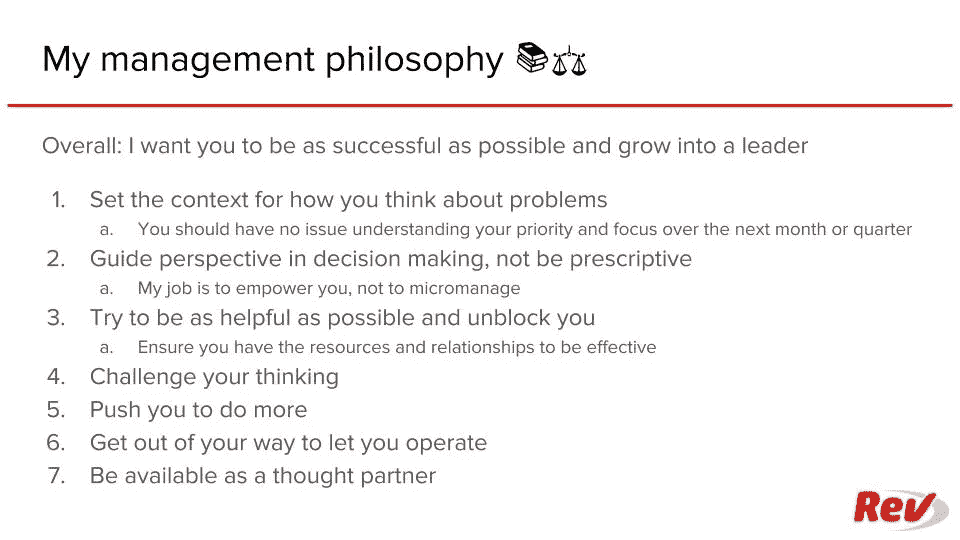 My management philosophy 📚⚖️
Overall: I want you to be as successful as possible and grow into a leader
1. Set the context for how you think about problems
a. You should have no issue understanding your priority and focus over the next month or quarter
2. Guide perspective in decision making, not be prescriptive
a. My job is to empower you, not to micromanage
3. Try to be as helpful as possible and unblock you
a. Ensure you have the resources and relationships to be effective
4. Challenge your thinking
5. Push you to do more
6. Get out of your way to let you operate
7. Be available as a thought partner
Rev